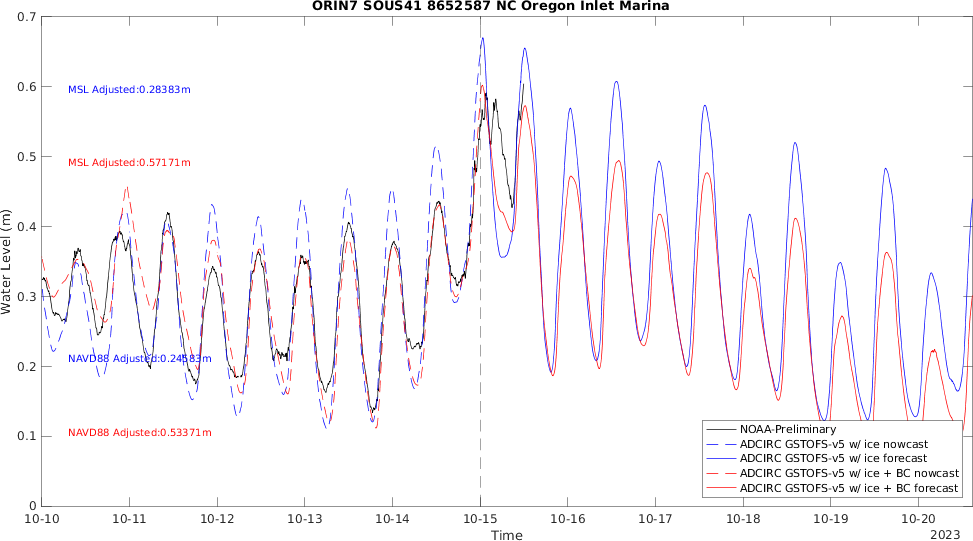 ORIN7 SOUS41 8652587 NC Oregon Inlet Marina
0.7
0.6
0.5
0.4
0.3
0.2
0.1
0
Water Level (m)
MSL Adjusted:0.28383m
MSL Adjusted:0.57171m
NAVD88 Adjusted:0.24583m
NAVD88 Adjusted:0.53371m
NOAA-Preliminary
ADCIRC GSTOFS-v5 w/ ice nowcast
ADCIRC GSTOFS-v5 w/ ice forecast
ADCIRC GSTOFS-v5 w/ ice + BC nowcast
ADCIRC GSTOFS-v5 w/ ice + BC forecast
10-10 10-11 10-12 10-13 10-14 10-15 10-16 10-17 10-18 10-19 10-20
Time
2023